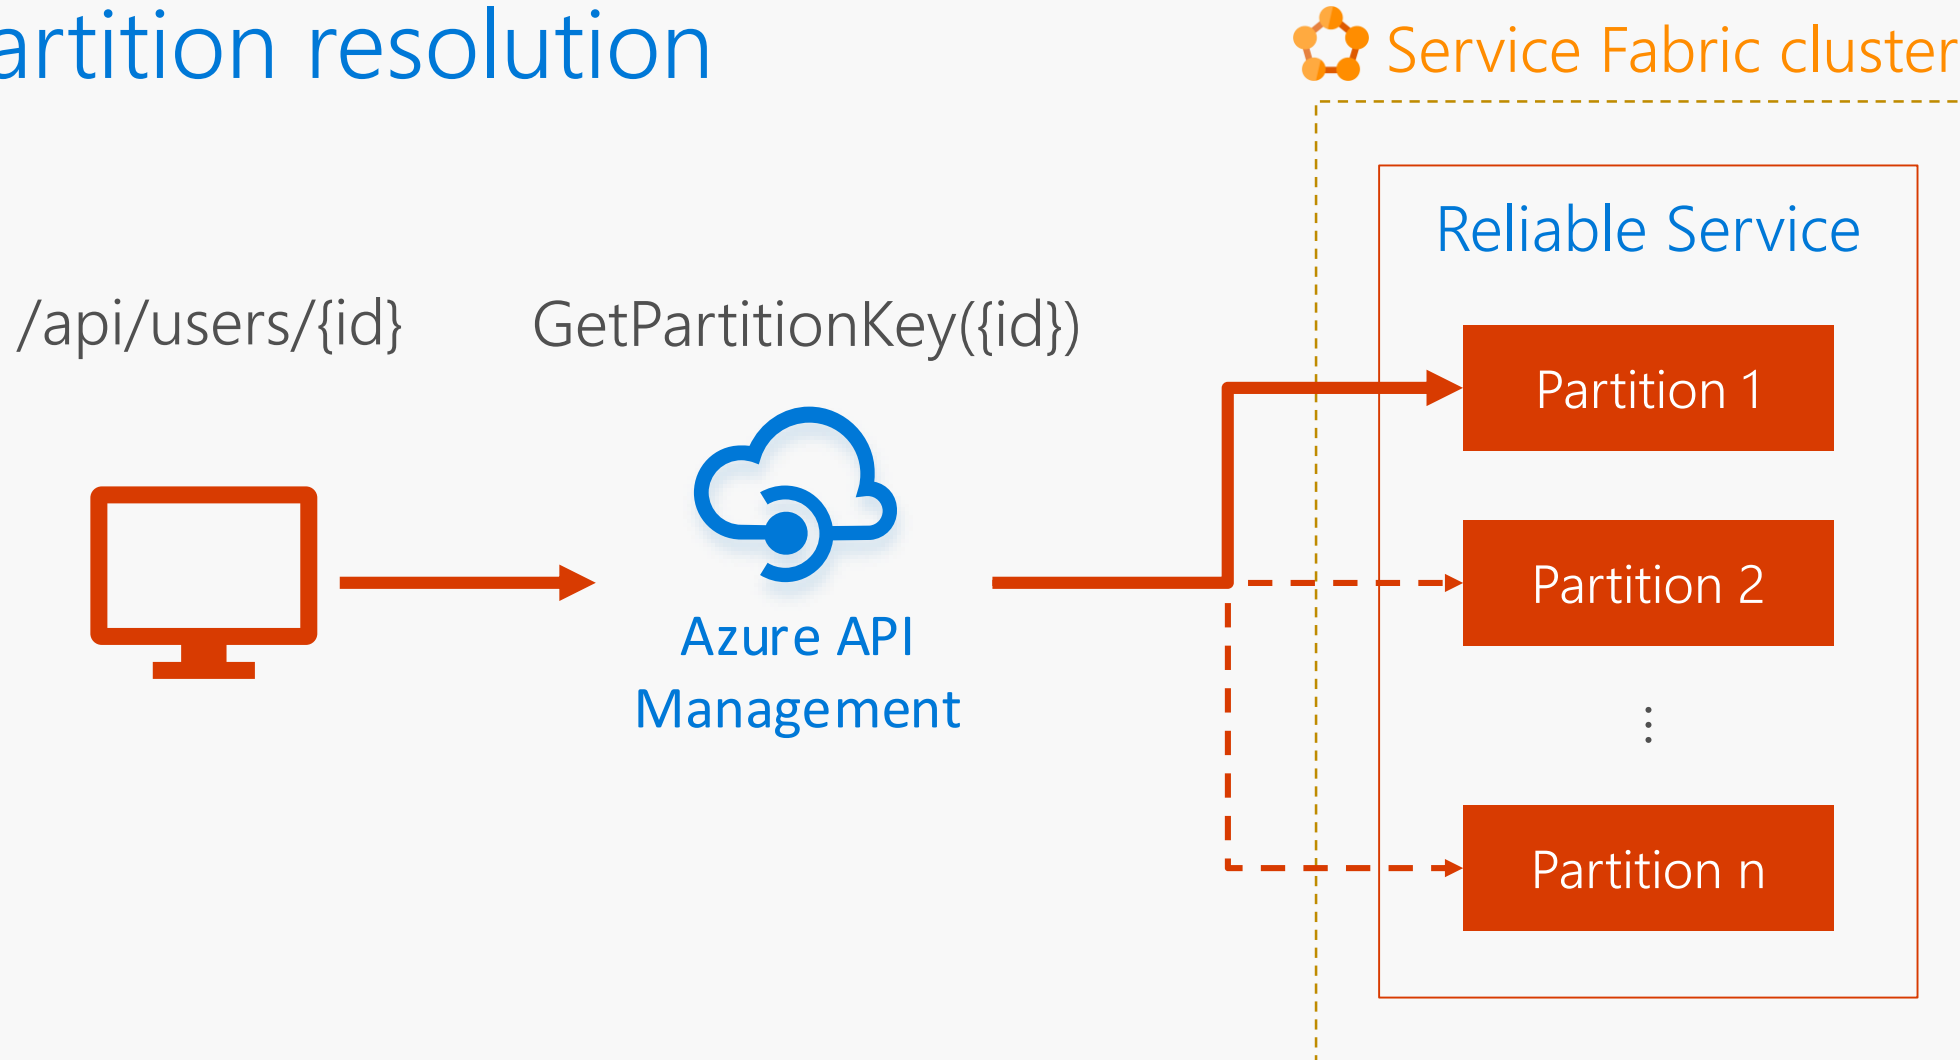 artition resolution
Service Fabric cluster
Reliable Service
/api/users/{id}
GetPartitionKey({id})
Partition 1
Partition 2
Azure API
Management
⋮
Partition n